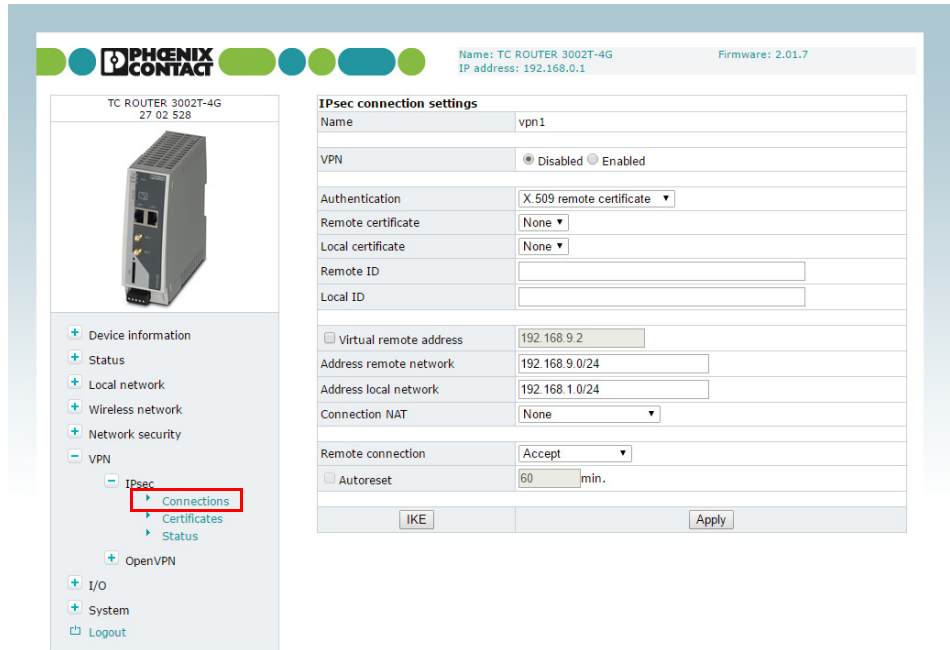 PHŒNIX
CONTACT
Name: TC ROUTER 3002T-4G
Firmware: 2.01.7
IP address: 192.168.0.1
TC ROUTER 3002T-4G
27 02 528
Device information
Status
Local network
Wireless network
Network security
VPN
IPsec
Connections
Certificates
Status
OpenVPN
I/O
System
Logout
IPsec connection settings
Name vpn1
VPN Disabled Enabled
Authentication X.509 remote certificate
Remote certificate None
Local certificate None
Remote ID
Local ID
Virtual remote address 192.168.9.2
Address remote network 192.168.9.0/24
Address local network 192.168.1.0/24
Connection NAT None
Remote connection Accept
Autoreset 60 min.
IKE Apply